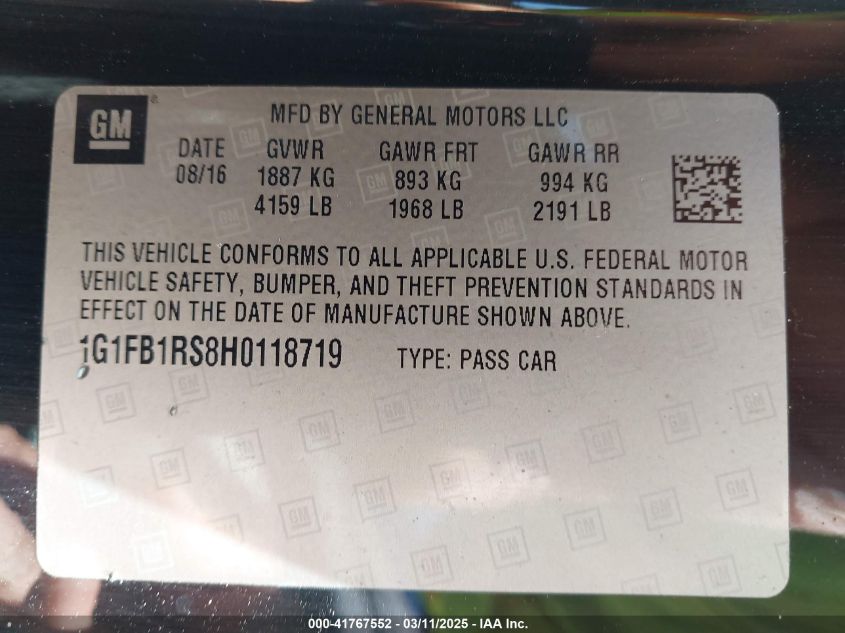 GM
MFD BY GENERAL MOTORS LLC
DATE GVWR GAWR FRT GAWR RR
08/16 1887 KG 893 KG 994 KG
4159 LB 1968 LB 2191 LB
THIS VEHICLE CONFORMS TO ALL APPLICABLE U.S. FEDERAL MOTOR
VEHICLE SAFETY, BUMPER, AND THEFT PREVENTION STANDARDS IN
EFFECT ON THE DATE OF MANUFACTURE SHOWN ABOVE.
1G1FB1RS8H0118719 TYPE: PASS CAR
000-41767552 - 03/11/2025 - IAA Inc.